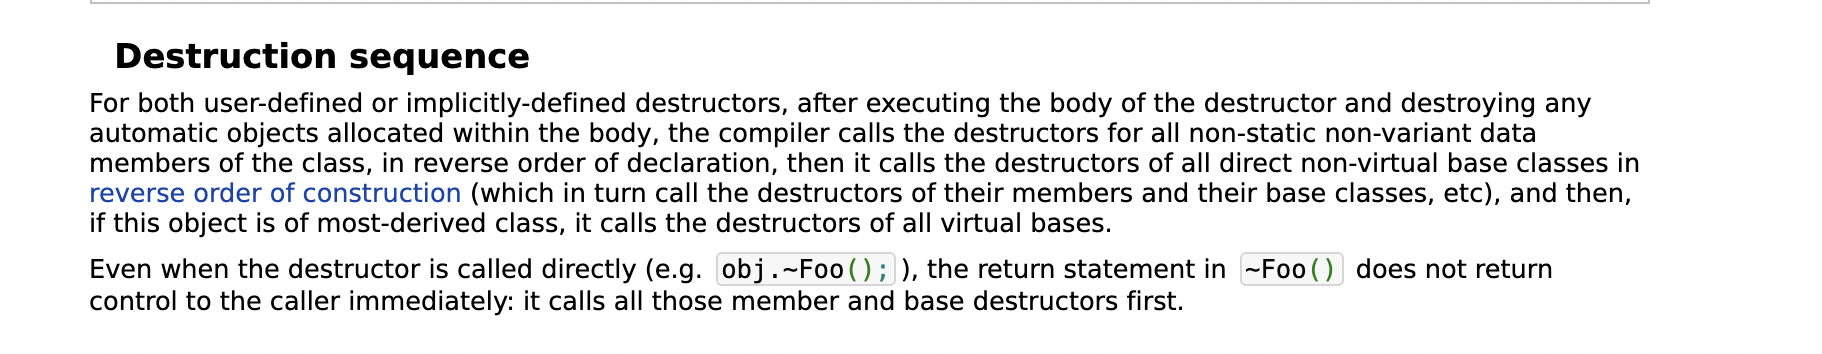 Destruction sequence
For both user-defined or implicitly-defined destructors, after executing the body of the destructor and destroying any
automatic objects allocated within the body, the compiler calls the destructors for all non-static non-variant data
members of the class, in reverse order of declaration, then it calls the destructors of all direct non-virtual base classes in
reverse order of construction (which in turn call the destructors of their members and their base classes, etc), and then,
if this object is of most-derived class, it calls the destructors of all virtual bases.
Even when the destructor is called directly (e.g. obj.~Foo();), the return statement in ~Foo() does not return
control to the caller immediately: it calls all those member and base destructors first.